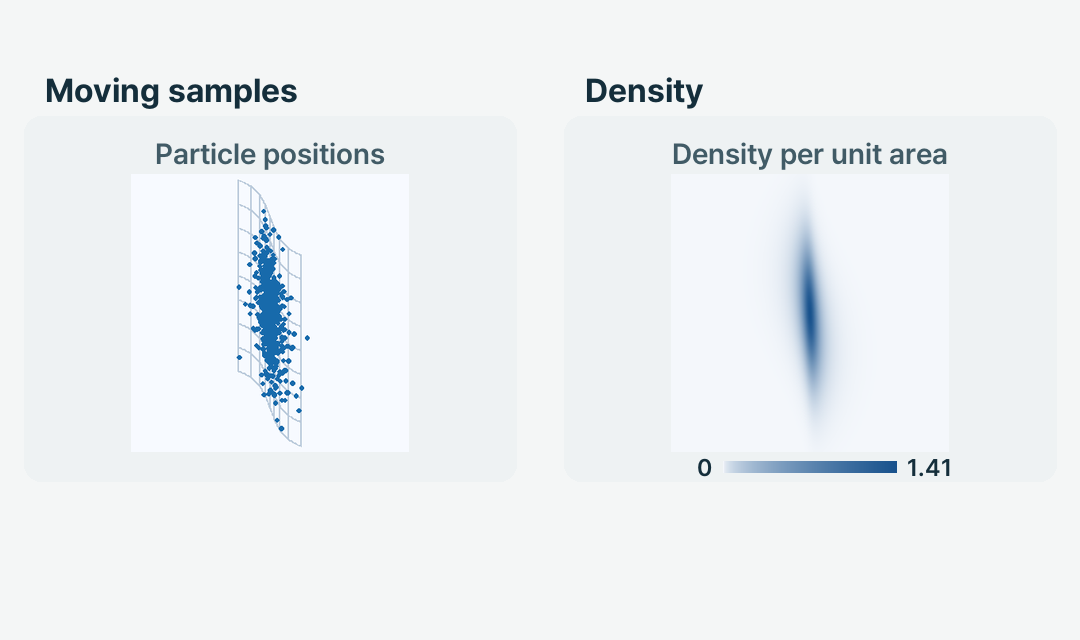 Moving samples
Particle positions
Density
Density per unit area
0 1.41